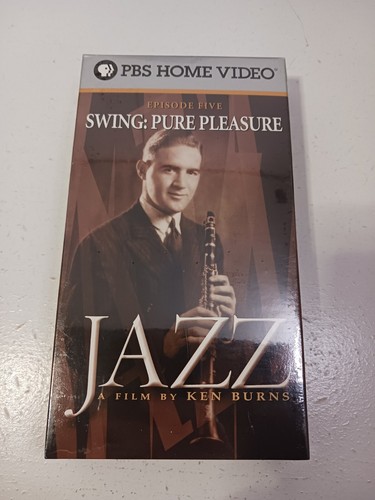 PBS HOME VIDEO®
EPISODE FIVE
SWING: PURE PLEASURE
JAZZ
A FILM BY KEN BURNS